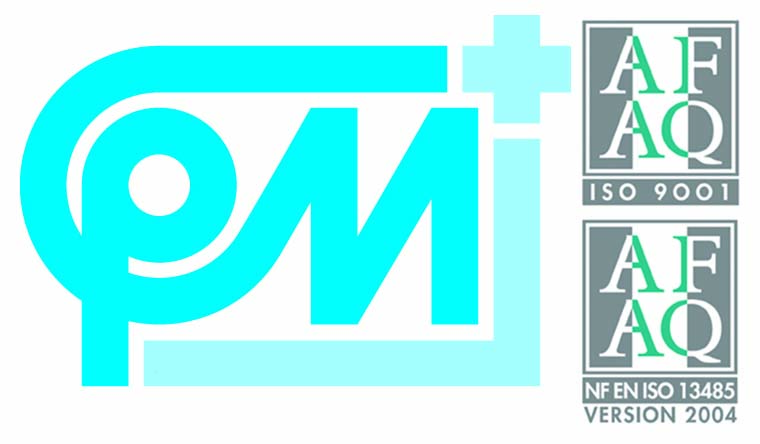 PM
AF
AQ
ISO 9001
AF
AQ
NF EN ISO 13485
VERSION 2004